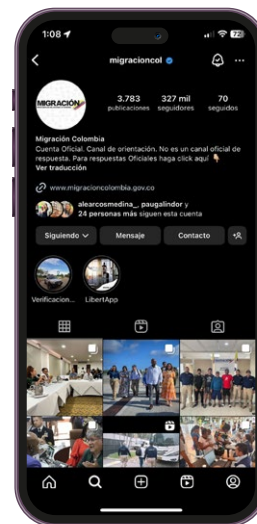 1:08
72
migracioncol
MIGRACIÓN
3.783
327 mil
70
publicaciones
seguidores
seguidos
Migración Colombia
Cuenta Oficial. Canal de orientación. No es un canal oficial de
respuesta. Para respuestas Oficiales haga click aquí 👇🏻
Ver traducción
www.migracioncolombia.gov.co
alearcosmedina_, paugalindor y
24 personas más siguen esta cuenta
Siguiendo
Mensaje
Contacto
Verificacion...
LibertApp